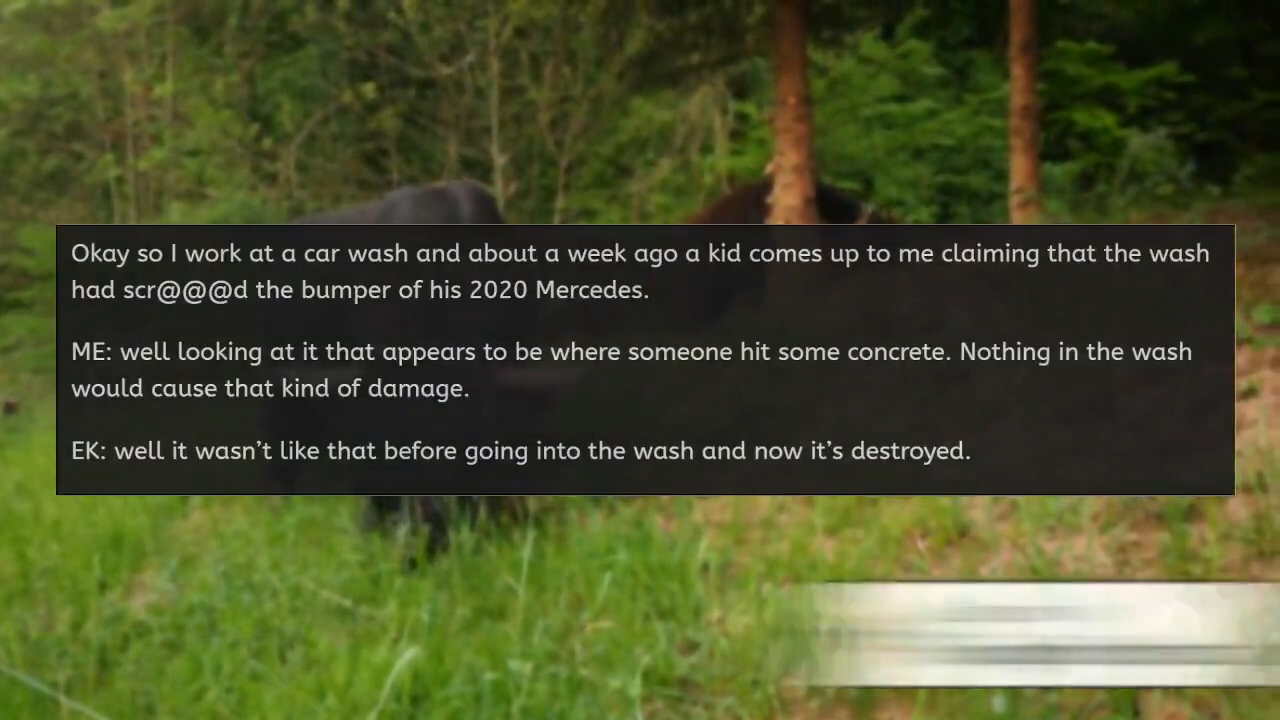 Okay so I work at a car wash and about a week ago a kid comes up to me claiming that the wash
had scr@@@d the bumper of his 2020 Mercedes.
ME: well looking at it that appears to be where someone hit some concrete. Nothing in the wash
would cause that kind of damage.
EK: well it wasn’t like that before going into the wash and now it’s destroyed.